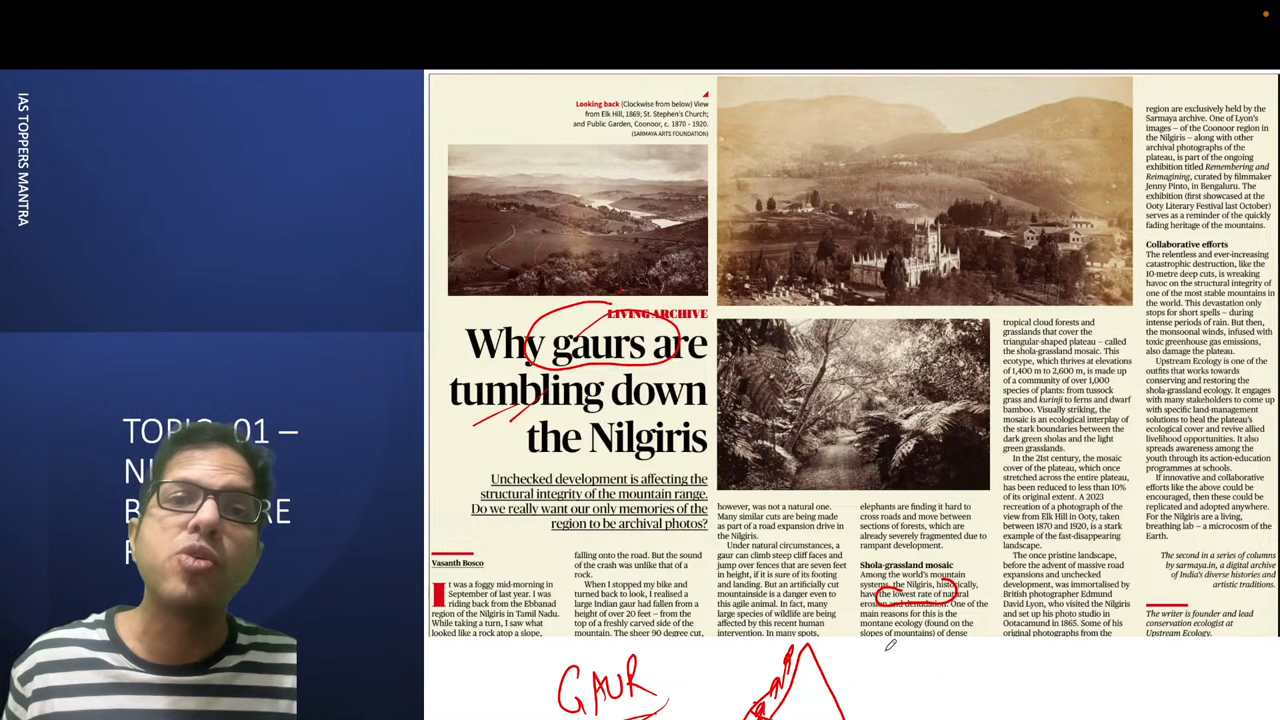 IAS TOPPERS MANTRA
TOPIC 01 –
Looking back (Clockwise from below) View
from Elk Hill, 1869; St. Stephen's Church;
and Public Garden, Coonoor, c. 1870 - 1920.
(SARMAYA ARTS FOUNDATION)
LIVING ARCHIVE
Why gaurs are
tumbling down
the Nilgiris
Unchecked development is affecting the
structural integrity of the mountain range.
Do we really want our only memories of the
region to be archival photos?
Vasanth Bosco
It was a foggy mid-morning in
September of last year. I was
riding back from the Ebbanad
region of the Nilgiris in Tamil Nadu.
While taking a turn, I saw what
looked like a rock atop a slope,
falling onto the road. But the sound
of the crash was unlike that of a
rock.
When I stopped my bike and
turned back to look, I realised a
large Indian gaur had fallen from a
height of over 20 feet – from the
top of a freshly carved side of the
mountain. The sheer 90 degree cut,
however, was not a natural one.
Many similar cuts are being made
as part of a road expansion drive in
the Nilgiris.
Under natural circumstances, a
gaur can climb steep cliff faces and
jump over fences that are seven feet
in height, if it is sure of its footing
and landing. But an artificially cut
mountainside is a danger even to
this agile animal. In fact, many
large species of wildlife are being
affected by this recent human
intervention. In many spots,
elephants are finding it hard to
cross roads and move between
sections of forests, which are
already severely fragmented due to
rampant development.
Shola-grassland mosaic
Among the world's mountain
systems, the Nilgiris, historically,
have the lowest rate of natural
erosion and denudation. One of the
main reasons for this is the
montane ecology (found on the
slopes of mountains) of dense
tropical cloud forests and
grasslands that cover the
triangular-shaped plateau – called
the shola-grassland mosaic. This
ecotype, which thrives at elevations
of 1,400 m to 2,600 m, is made up
of a community of over 1,000
species of plants: from tussock
grass and kurinji to ferns and dwarf
bamboo. Visually striking, the
mosaic is an ecological interplay of
the stark boundaries between the
dark green sholas and the light
green grasslands.
In the 21st century, the mosaic
cover of the plateau, which once
stretched across the entire plateau,
has been reduced to less than 10%
of its original extent. A 2023
recreation of a photograph of the
view from Elk Hill in Ooty, taken
between 1870 and 1920, is a stark
example of the fast-disappearing
landscape.
The once pristine landscape,
before the advent of massive road
expansions and unchecked
development, was immortalised by
British photographer Edmund
David Lyon, who visited the Nilgiris
and set up his photo studio in
Ootacamund in 1865. Some of his
original photographs from the
region are exclusively held by the
Sarmaya archive. One of Lyon's
images – of the Coonoor region in
the Nilgiris – along with other
archival photographs of the
plateau, is part of the ongoing
exhibition titled Remembering and
Reimagining, curated by filmmaker
Jenny Pinto, in Bengaluru. The
exhibition (first showcased at the
Ooty Literary Festival last October)
serves as a reminder of the quickly
fading heritage of the mountains.
Collaborative efforts
The relentless and ever-increasing
catastrophic destruction, like the
10-metre deep cuts, is wreaking
havoc on the structural integrity of
one of the most stable mountains in
the world. This devastation only
stops for short spells – during
intense periods of rain. But then,
the monsoonal winds, infused with
toxic greenhouse gas emissions,
also damage the plateau.
Upstream Ecology is one of the
outfits that works towards
conserving and restoring the
shola-grassland ecology. It engages
with many stakeholders to come up
with specific land-management
solutions to heal the plateau's
ecological cover and revive allied
livelihood opportunities. It also
spreads awareness among the
youth through its action-education
programmes at schools.
If innovative and collaborative
efforts like the above could be
encouraged, then these could be
replicated in other mountains. For
the Nilgiris are a living,
breathing lab – a microcosm of the
Earth.
The second in a series of columns
by sarmaya.in, a digital archive
of India's diverse histories and
artistic traditions.
The writer is founder and lead
conservation ecologist at
Upstream Ecology.
GAUR